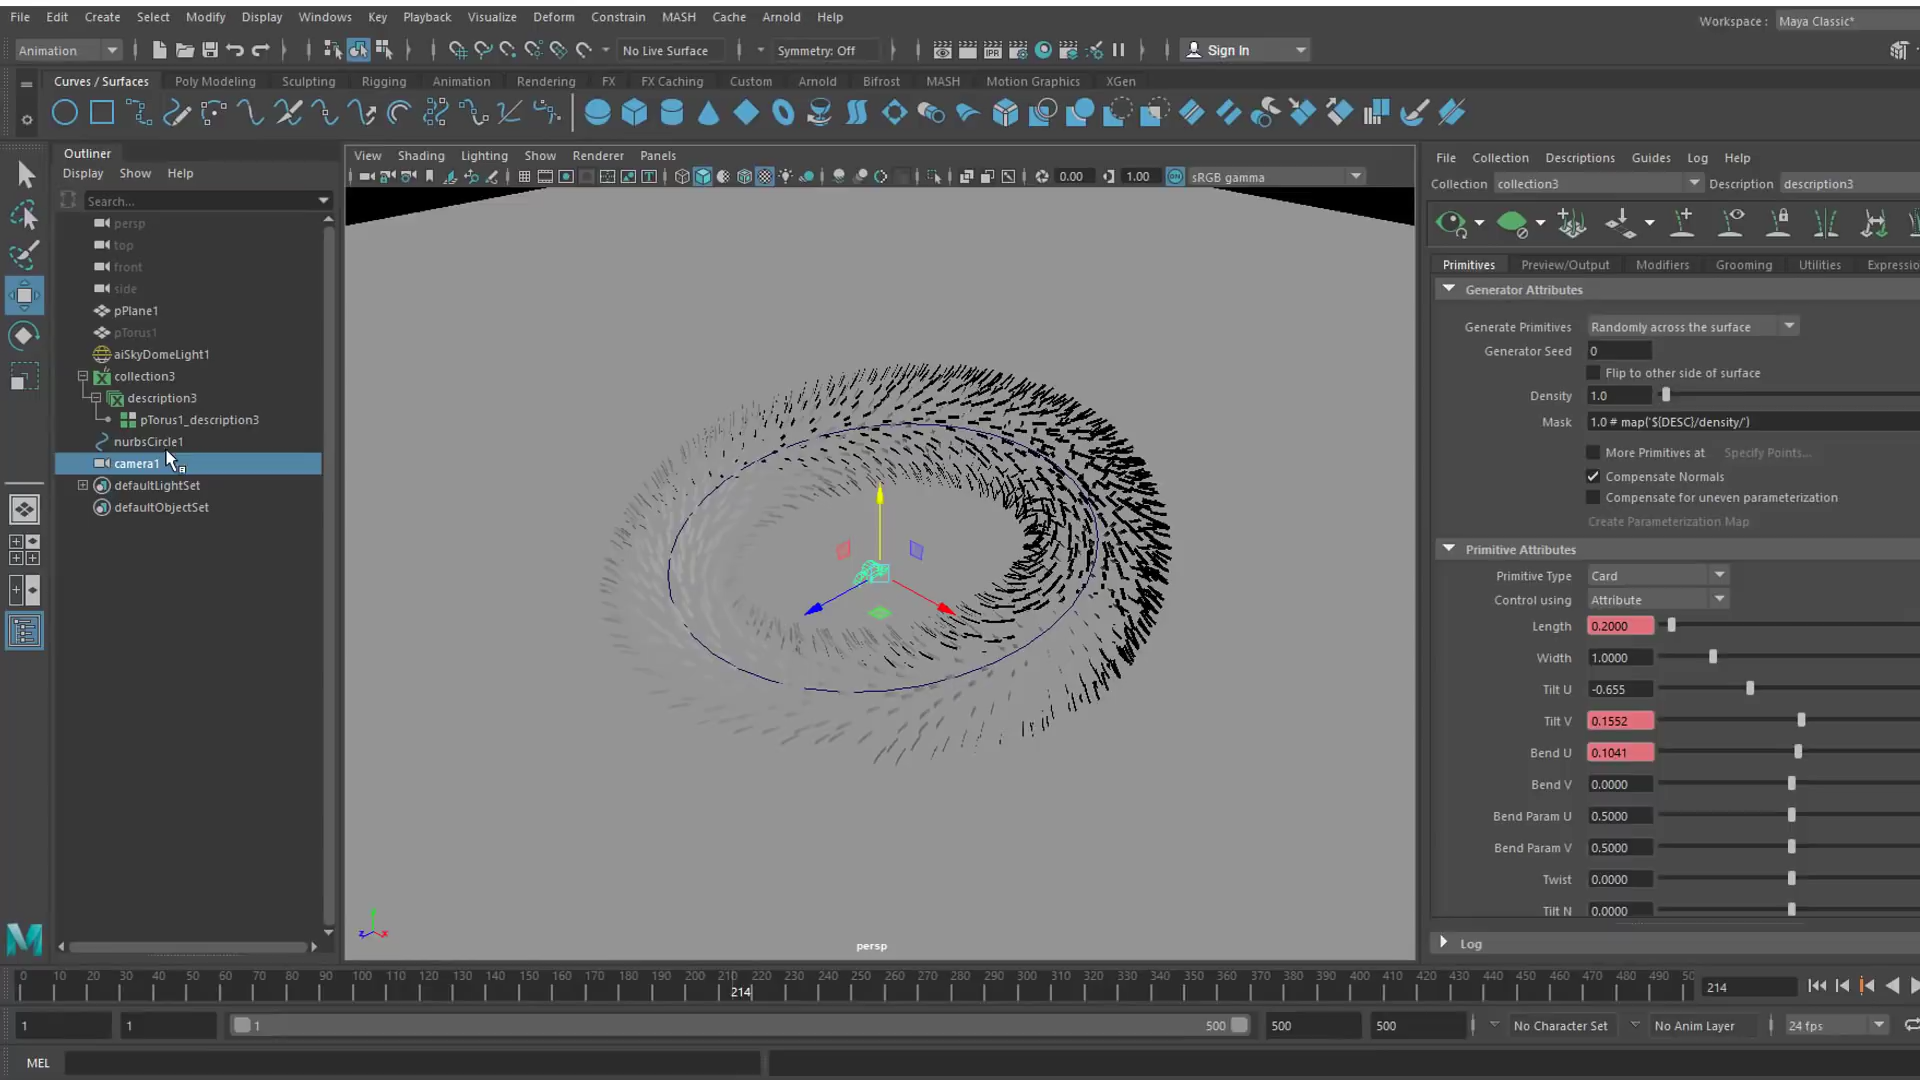 File Edit Create Select Modify Display Windows Key Playback Visualize Deform Constrain MASH Cache Arnold Help
Workspace : Maya Classic*
Animation No Live Surface Symmetry: Off Sign In
Curves / Surfaces Poly Modeling Sculpting Rigging Animation Rendering FX FX Caching Custom Arnold Bifrost MASH Motion Graphics XGen
Outliner
Display Show Help
Search...
persp
top
front
side
pPlane1
pTorus1
aiSkyDomeLight1
collection3
description3
pTorus1_description3
nurbsCircle1
camera1
defaultLightSet
defaultObjectSet
View Shading Lighting Show Renderer Panels
0.00 1.00 ON sRGB gamma
persp
File Collection Descriptions Guides Log Help
Collection collection3 Description description3
Primitives Preview/Output Modifiers Grooming Utilities Expressio
Generator Attributes
Generate Primitives Randomly across the surface
Generator Seed 0
Flip to other side of surface
Density 1.0
Mask 1.0 # map('${DESC}/density/')
More Primitives at Specify Points...
Compensate Normals
Compensate for uneven parameterization
Create Parameterization Map
Primitive Attributes
Primitive Type Card
Control using Attribute
Length 0.2000
Width 1.0000
Tilt U -0.655
Tilt V 0.1552
Bend U 0.1041
Bend V 0.0000
Bend Param U 0.5000
Bend Param V 0.5000
Twist 0.0000
Tilt N 0.0000
Log
0 10 20 30 40 50 60 70 80 90 100 110 120 130 140 150 160 170 180 190 200 210 220 230 240 250 260 270 280 290 300 310 320 330 340 350 360 370 380 390 400 410 420 430 440 450 460 470 480 490 50
214 214
1 1 1 500 500 500 No Character Set No Anim Layer 24 fps
MEL